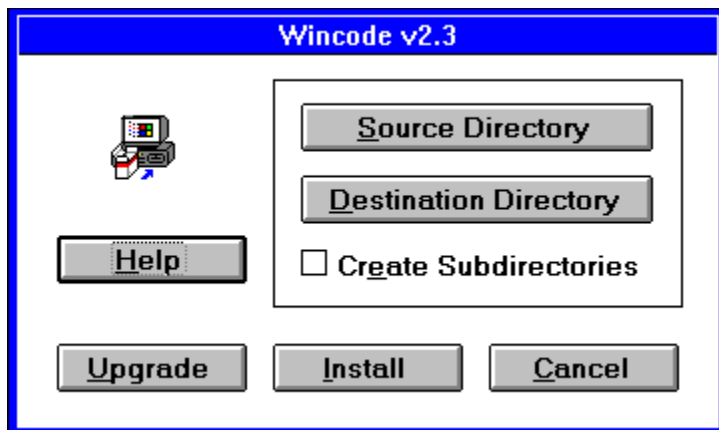 Wincode v2.3
Source Directory
Destination Directory
Help
Create Subdirectories
Upgrade Install Cancel